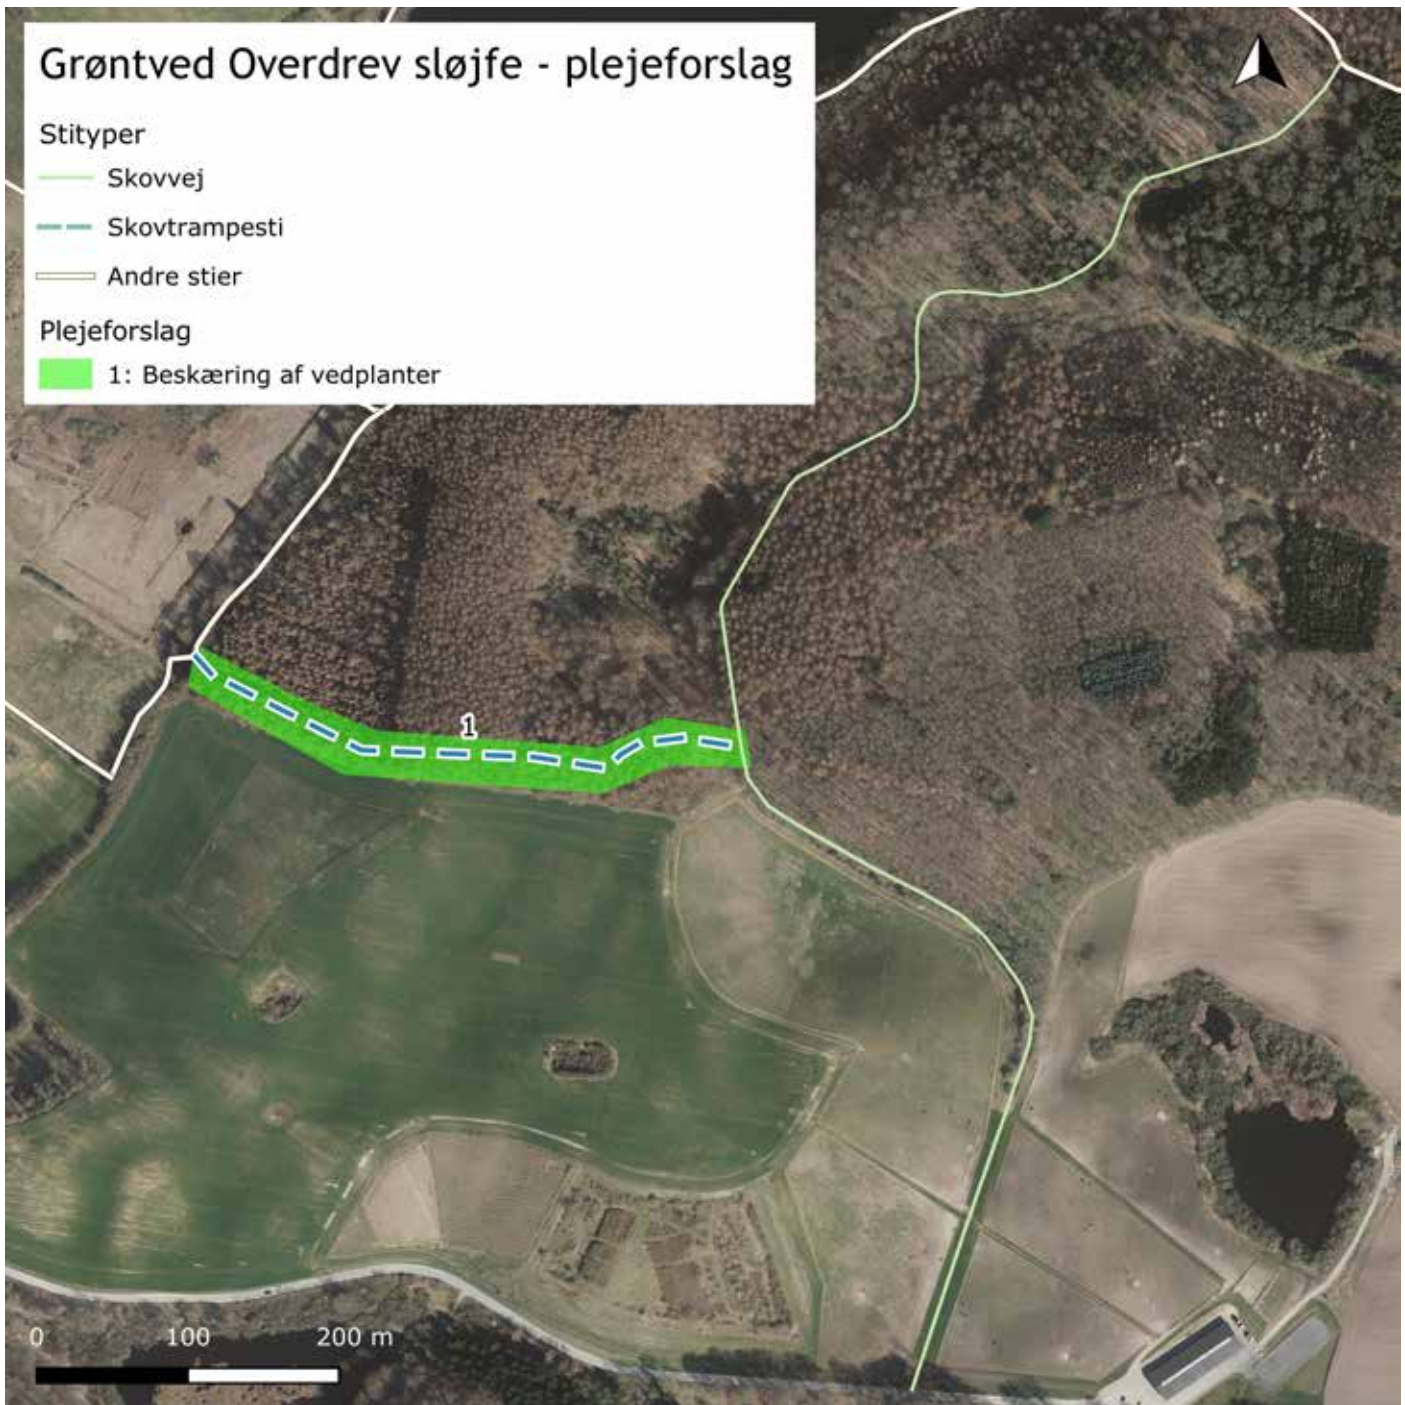 Grøntved Overdrev sløjfe - plejeforslag
Stityper
Skovvej
Skovtrampesti
Andre stier
Plejeforslag
1: Beskæring af vedplanter
1
0 100 200 m